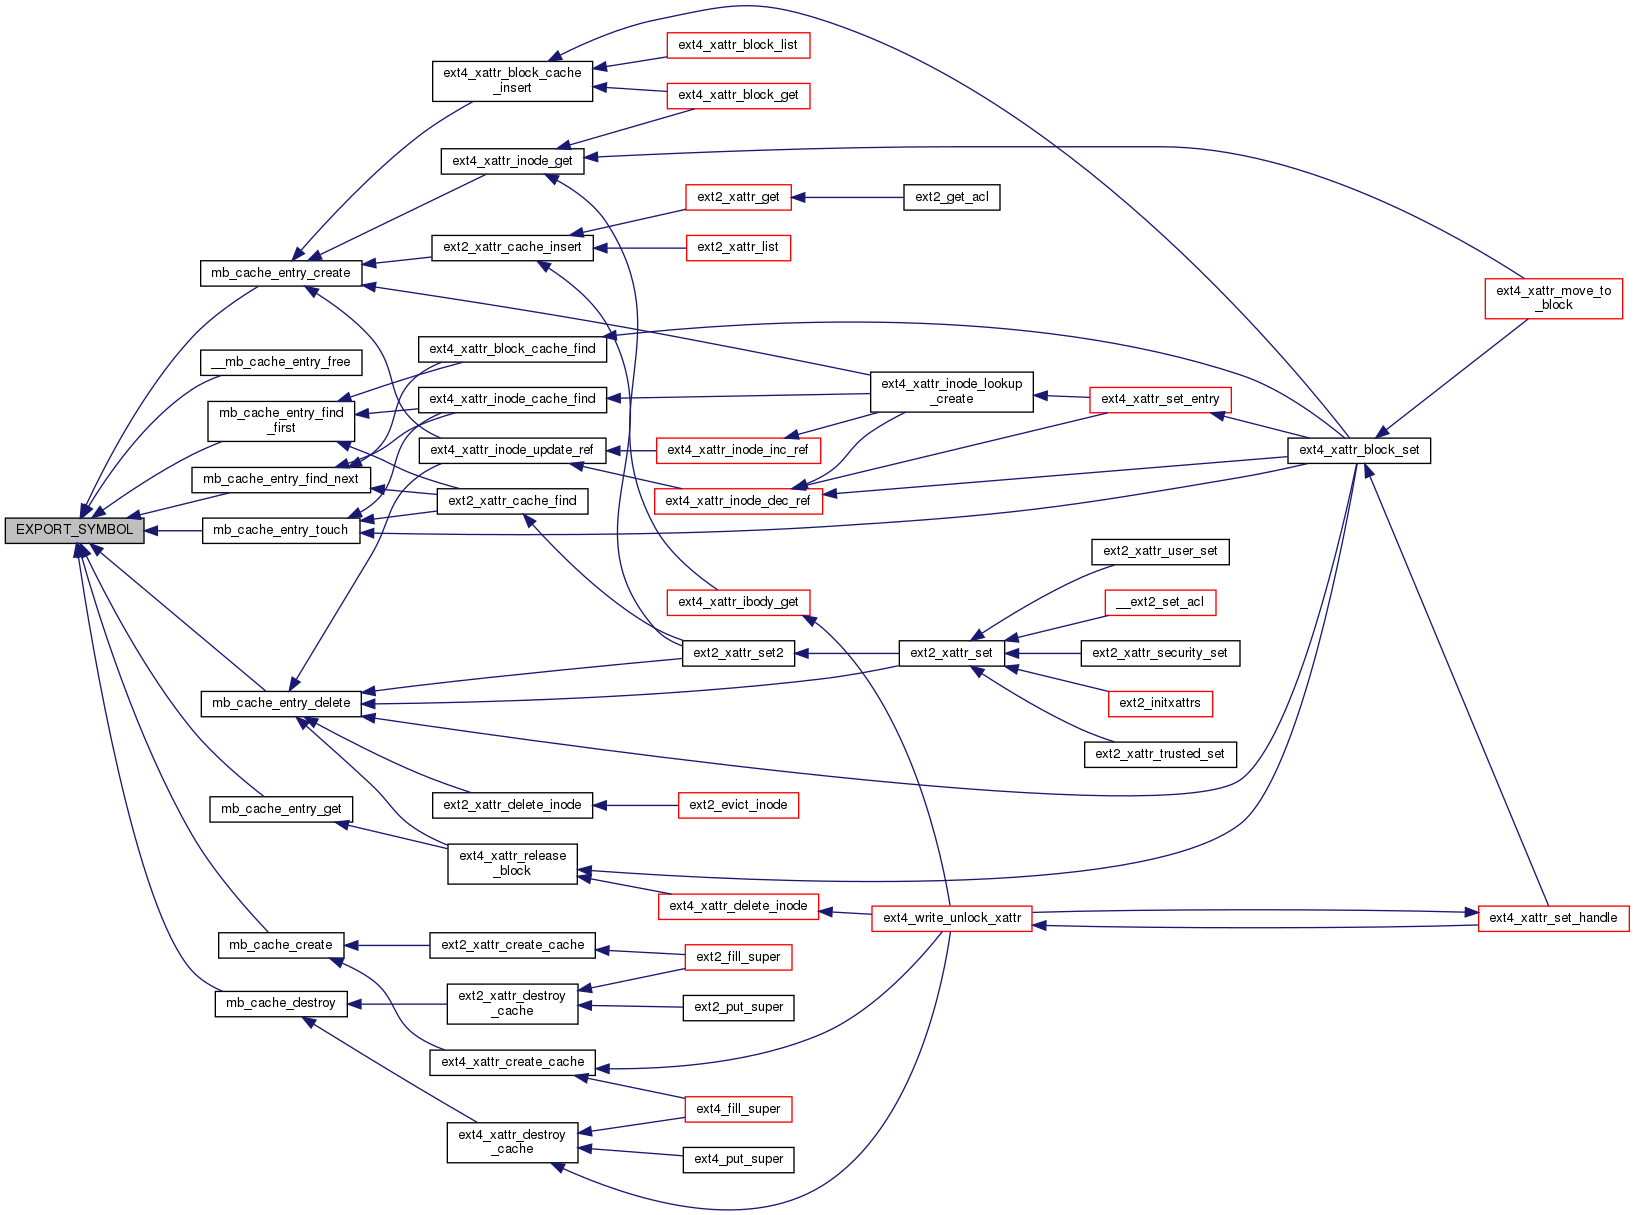 EXPORT_SYMBOL
mb_cache_entry_create
__mb_cache_entry_free
mb_cache_entry_find
_first
mb_cache_entry_find_next
mb_cache_entry_touch
mb_cache_entry_delete
mb_cache_entry_get
mb_cache_create
mb_cache_destroy
ext4_xattr_block_cache
_insert
ext4_xattr_inode_get
ext2_xattr_cache_insert
ext4_xattr_block_cache_find
ext4_xattr_inode_cache_find
ext4_xattr_inode_update_ref
ext2_xattr_cache_find
ext2_xattr_delete_inode
ext4_xattr_release
_block
ext2_xattr_create_cache
ext2_xattr_destroy
_cache
ext4_xattr_create_cache
ext4_xattr_destroy
_cache
ext4_xattr_block_list
ext4_xattr_block_get
ext2_xattr_get
ext2_xattr_list
ext4_xattr_inode_inc_ref
ext4_xattr_inode_dec_ref
ext4_xattr_ibody_get
ext2_xattr_set2
ext2_evict_inode
ext4_xattr_delete_inode
ext2_fill_super
ext2_put_super
ext4_fill_super
ext4_put_super
ext2_get_acl
ext4_xattr_inode_lookup
_create
ext2_xattr_set
ext4_write_unlock_xattr
ext4_xattr_set_entry
ext2_xattr_user_set
__ext2_set_acl
ext2_xattr_security_set
ext2_initxattrs
ext2_xattr_trusted_set
ext4_xattr_block_set
ext4_xattr_move_to
_block
ext4_xattr_set_handle